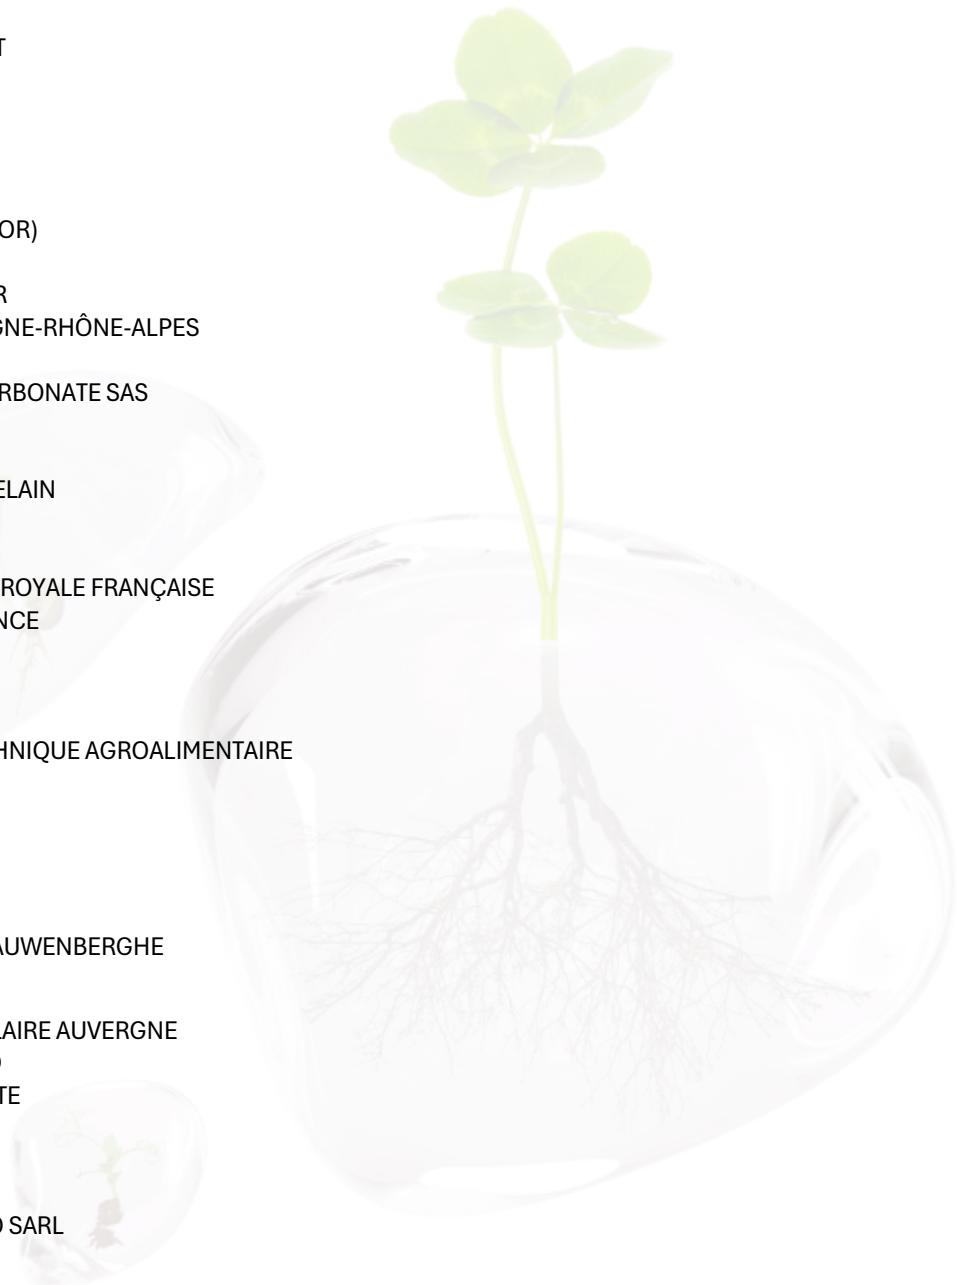 T
OR)
R
GNE-RHÔNE-ALPES
RBONATE SAS
ELAIN
ROYALE FRANÇAISE
NCE
HNIQUE AGROALIMENTAIRE
AUWENBERGHE
LAIRE AUVERGNE
TE
SARL